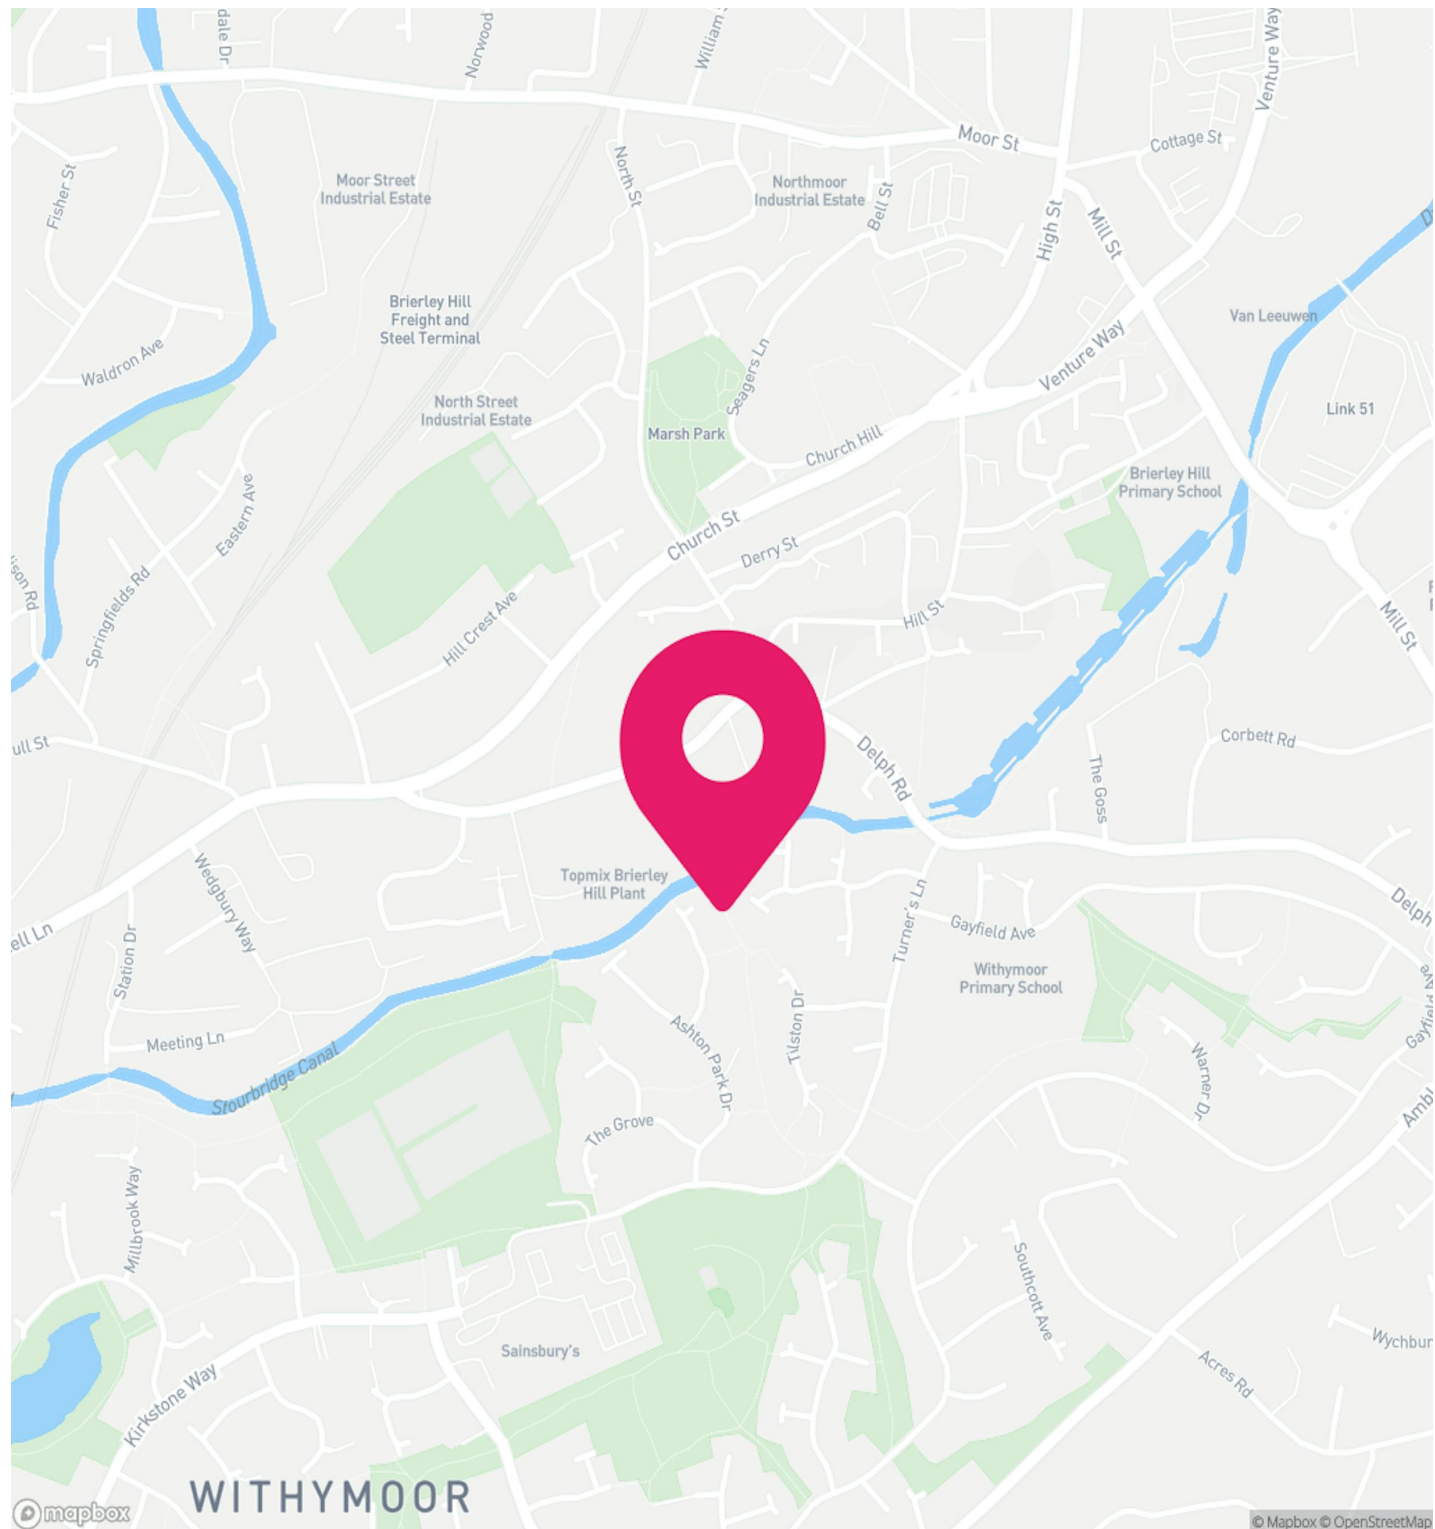 dale Dr
Norwood
William S
Venture Way
Moor St
Cottage St
Fisher St
Moor Street
Industrial Estate
North St
Northmoor
Industrial Estate
Bell St
High St
Mill St
Brierley Hill
Freight and
Steel Terminal
Van Leeuwen
Waldron Ave
Seagers Ln
Venture Way
North Street
Industrial Estate
Link 51
Marsh Park
Church Hill
Brierley Hill
Primary School
Eastern Ave
Church St
Derry St
ison Rd
Springfields Rd
Hill Crest Ave
Hill St
Mill St
ull St
Delph Rd
Corbett Rd
The Goss
Wedgbury Way
Topmix Brierley
Hill Plant
Turner's Ln
Delph
ell Ln
Station Dr
Gayfield Ave
Withymoor
Primary School
Meeting Ln
Ashton Park Dr
Tilston Dr
Gayfield Ave
Stourbridge Canal
Warner Dr
The Grove
Ambl
Millbrook Way
Southcott Ave
Sainsbury's
Wychbur
Kirkstone Way
Acres Rd
WITHYMOOR
mapbox
© Mapbox © OpenStreetMap